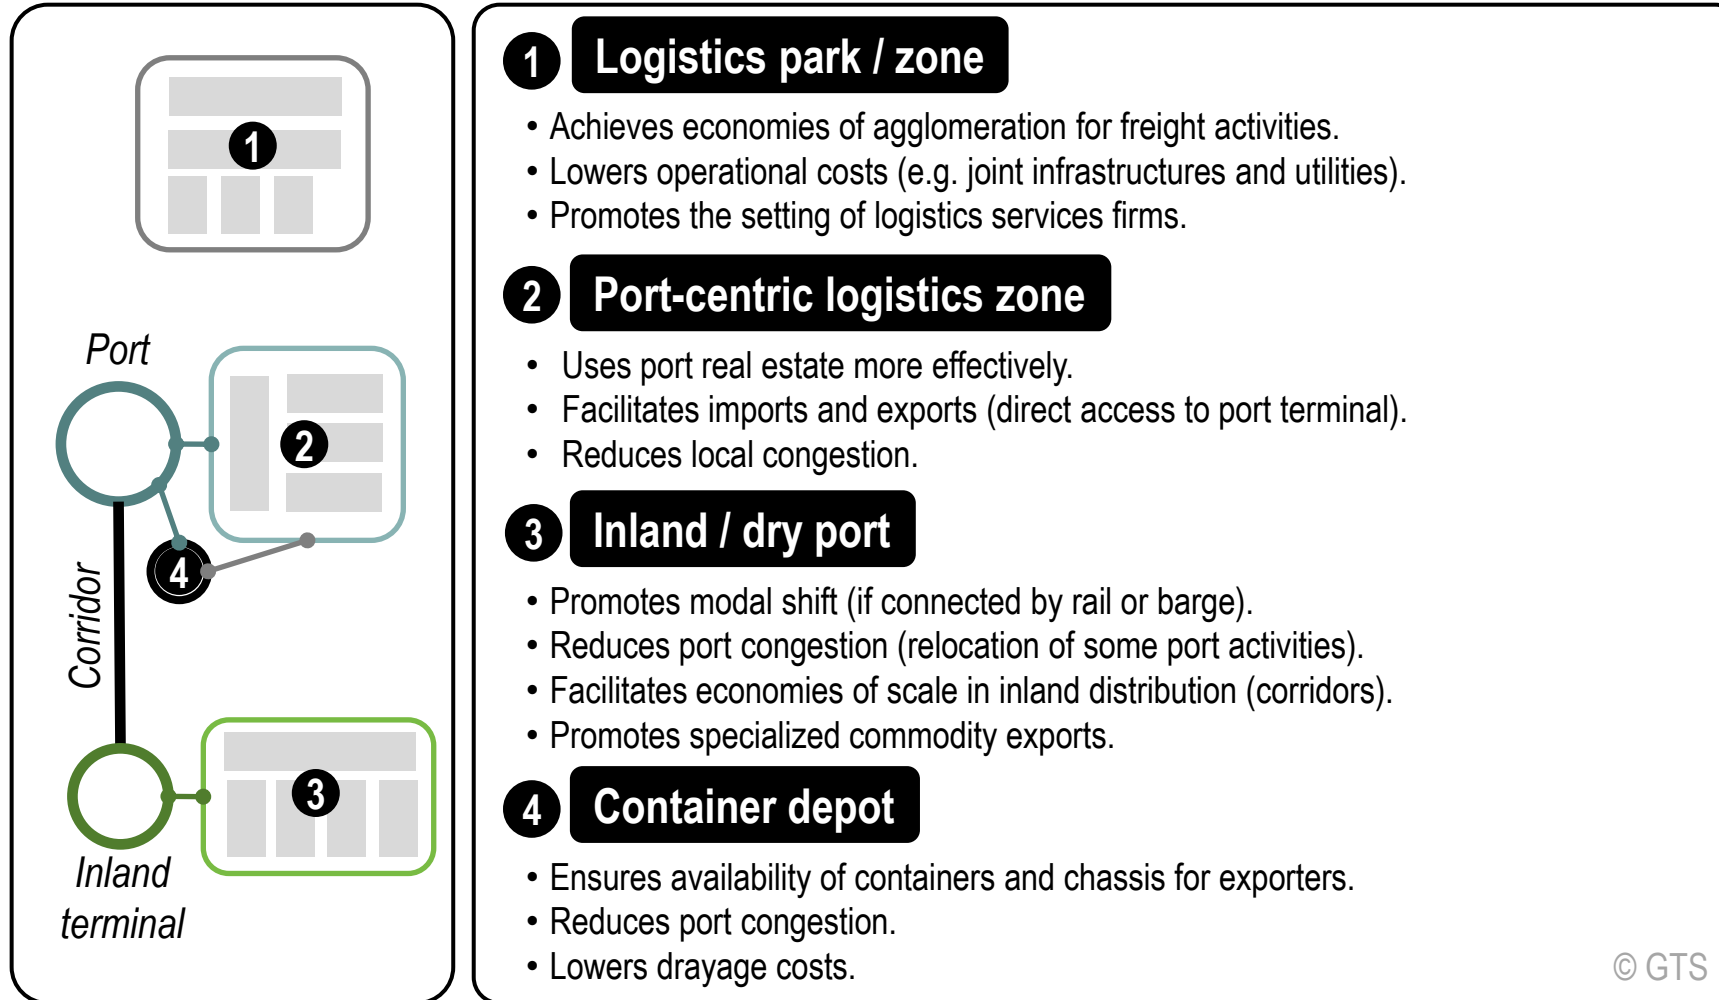 1
Port
2
4
Corridor
3
Inland
terminal
1 Logistics park / zone
• Achieves economies of agglomeration for freight activities.
• Lowers operational costs (e.g. joint infrastructures and utilities).
• Promotes the setting of logistics services firms.
2 Port-centric logistics zone
• Uses port real estate more effectively.
• Facilitates imports and exports (direct access to port terminal).
• Reduces local congestion.
3 Inland / dry port
• Promotes modal shift (if connected by rail or barge).
• Reduces port congestion (relocation of some port activities).
• Facilitates economies of scale in inland distribution (corridors).
• Promotes specialized commodity exports.
4 Container depot
• Ensures availability of containers and chassis for exporters.
• Reduces port congestion.
• Lowers drayage costs.
© GTS